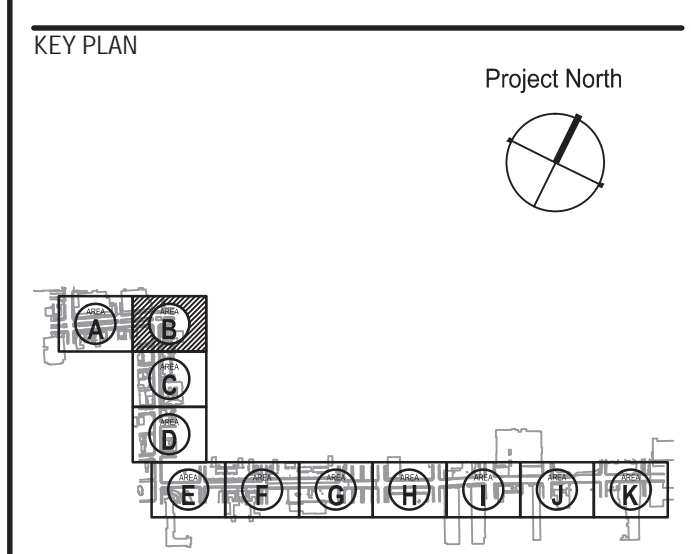 KEY PLAN
Project North
AREA
A
AREA
B
AREA
C
AREA
D
AREA
E
AREA
F
AREA
G
AREA
H
AREA
I
AREA
J
AREA
K